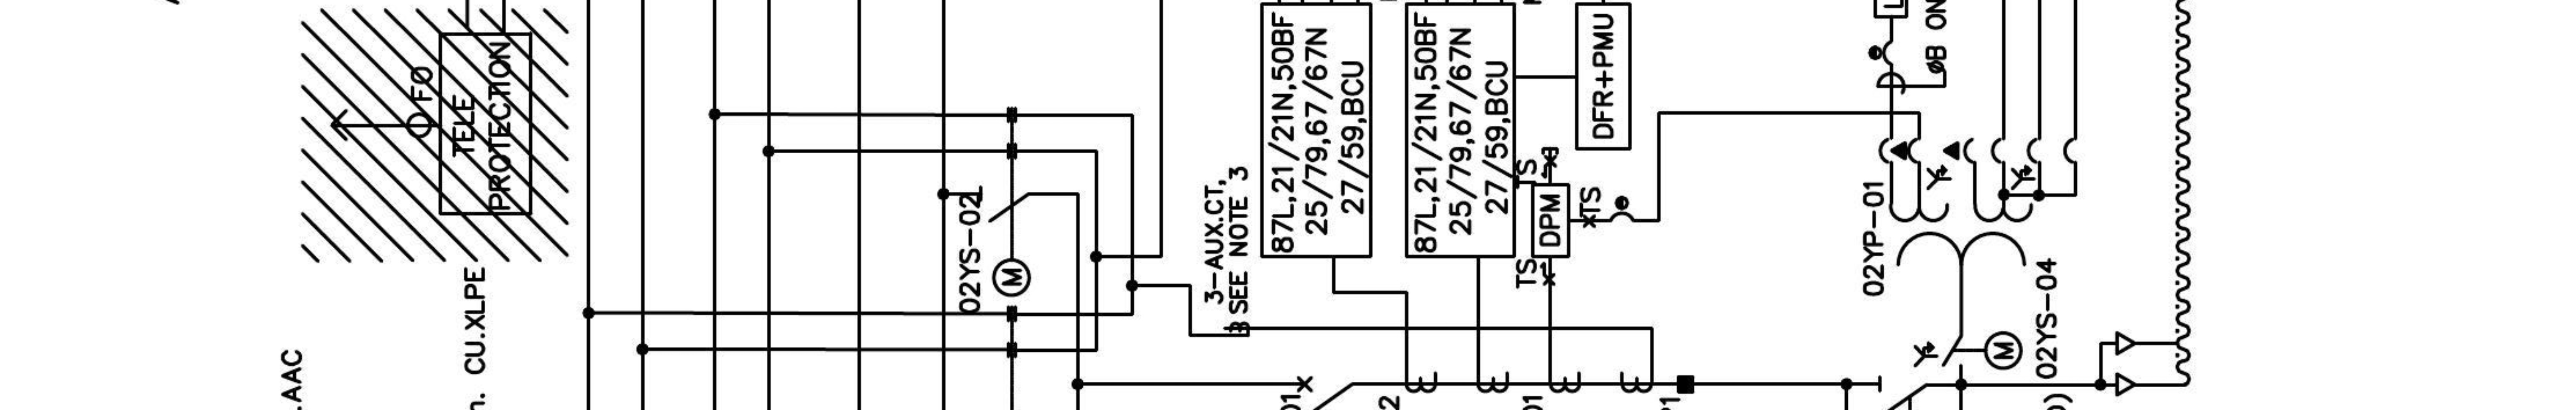 .AAC
CU.XLPE
FO
TELE
PROTECTION
02YS-02
M
3-AUX.CT,
SEE NOTE 3
3
87L,21/21N,50BF
25/79,67/67N
27/59,BCU
87L,21/21N,50BF
25/79,67/67N
27/59,BCU
DFR+PMU
DPM
TS
TS
02YP-01
M
02YS-04
L
ØB ON